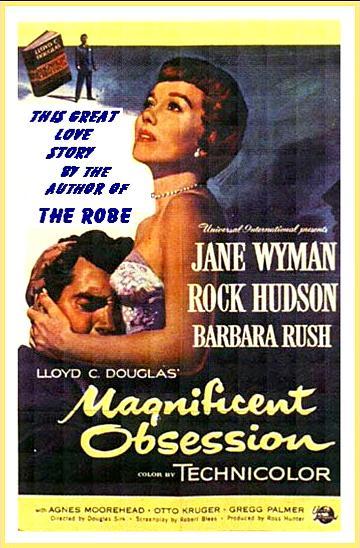 LLOYD C. DOUGLAS
THIS GREAT
LOVE
STORY
BY THE
AUTHOR OF
THE ROBE
Universal International presents
JANE WYMAN
ROCK HUDSON
BARBARA RUSH
LLOYD C. DOUGLAS'
Magnificent
Obsession
COLOR BY TECHNICOLOR
with AGNES MOOREHEAD · OTTO KRUGER · GREGG PALMER
Directed by Douglas Sirk · Screenplay by Robert Blees · Produced by Ross Hunter